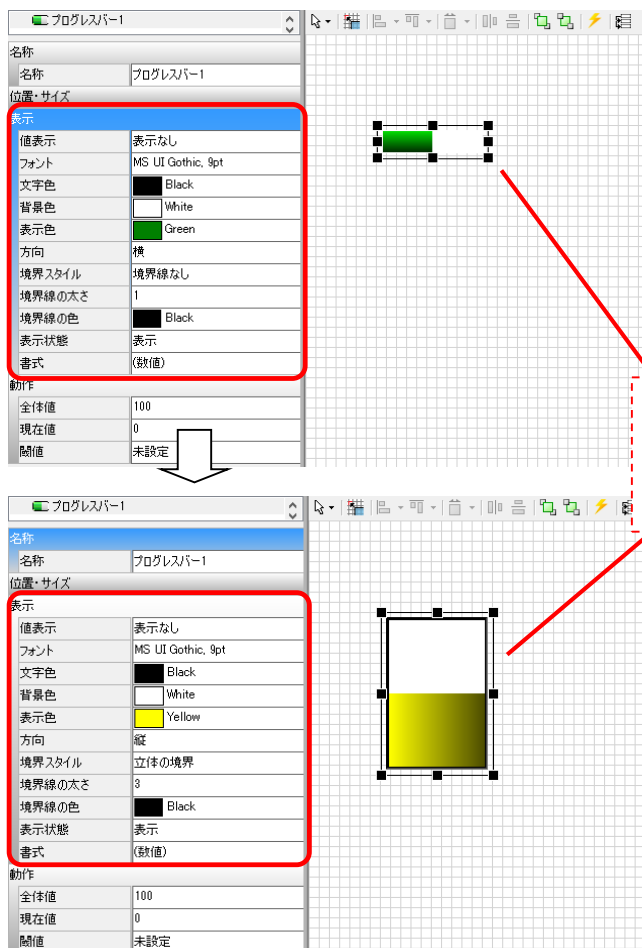 プログレスバー1
名称
名称 プログレスバー1
位置・サイズ
表示
値表示 表示なし
フォント MS UI Gothic, 9pt
文字色 Black
背景色 White
表示色 Green
方向 横
境界スタイル 境界線なし
境界線の太さ 1
境界線の色 Black
表示状態 表示
書式 (数値)
動作
全体値 100
現在値 0
閾値 未設定
プログレスバー1
名称
名称 プログレスバー1
位置・サイズ
表示
値表示 表示なし
フォント MS UI Gothic, 9pt
文字色 Black
背景色 White
表示色 Yellow
方向 縦
境界スタイル 立体の境界
境界線の太さ 3
境界線の色 Black
表示状態 表示
書式 (数値)
動作
全体値 100
現在値 0
閾値 未設定